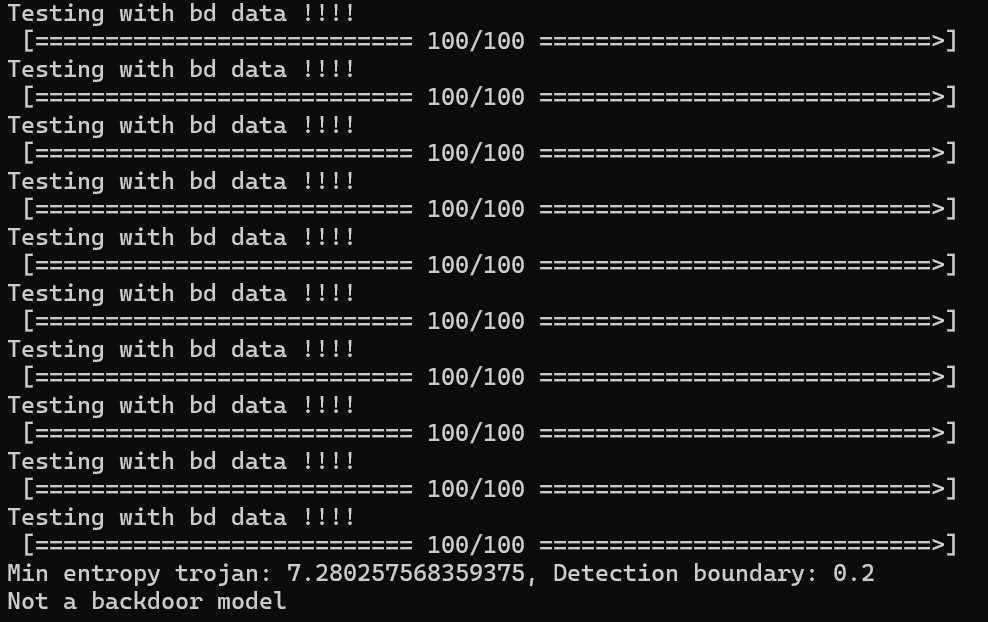 Testing with bd data !!!!
[=========================== 100/100 ============================>]
Testing with bd data !!!!
[=========================== 100/100 ============================>]
Testing with bd data !!!!
[=========================== 100/100 ============================>]
Testing with bd data !!!!
[=========================== 100/100 ============================>]
Testing with bd data !!!!
[=========================== 100/100 ============================>]
Testing with bd data !!!!
[=========================== 100/100 ============================>]
Testing with bd data !!!!
[=========================== 100/100 ============================>]
Testing with bd data !!!!
[=========================== 100/100 ============================>]
Testing with bd data !!!!
[=========================== 100/100 ============================>]
Testing with bd data !!!!
[=========================== 100/100 ============================>]
Min entropy trojan: 7.280257568359375, Detection boundary: 0.2
Not a backdoor model